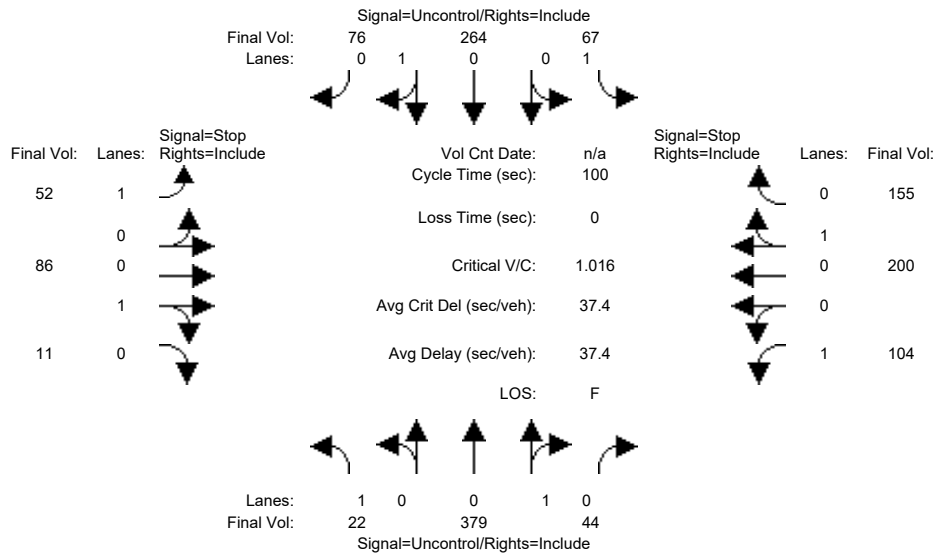 Signal=Uncontrol/Rights=Include
Final Vol: 76 264 67
Lanes: 0 1 0 0 1
Signal=Stop Signal=Stop
Final Vol: Lanes: Rights=Include Vol Cnt Date: n/a Rights=Include Lanes: Final Vol:
Cycle Time (sec): 100
52 1 0 155
Loss Time (sec): 0
0 1
86 0 Critical V/C: 1.016 0 200
1 Avg Crit Del (sec/veh): 37.4 0
11 0 Avg Delay (sec/veh): 37.4 1 104
LOS: F
Lanes: 1 0 0 1 0
Final Vol: 22 379 44
Signal=Uncontrol/Rights=Include